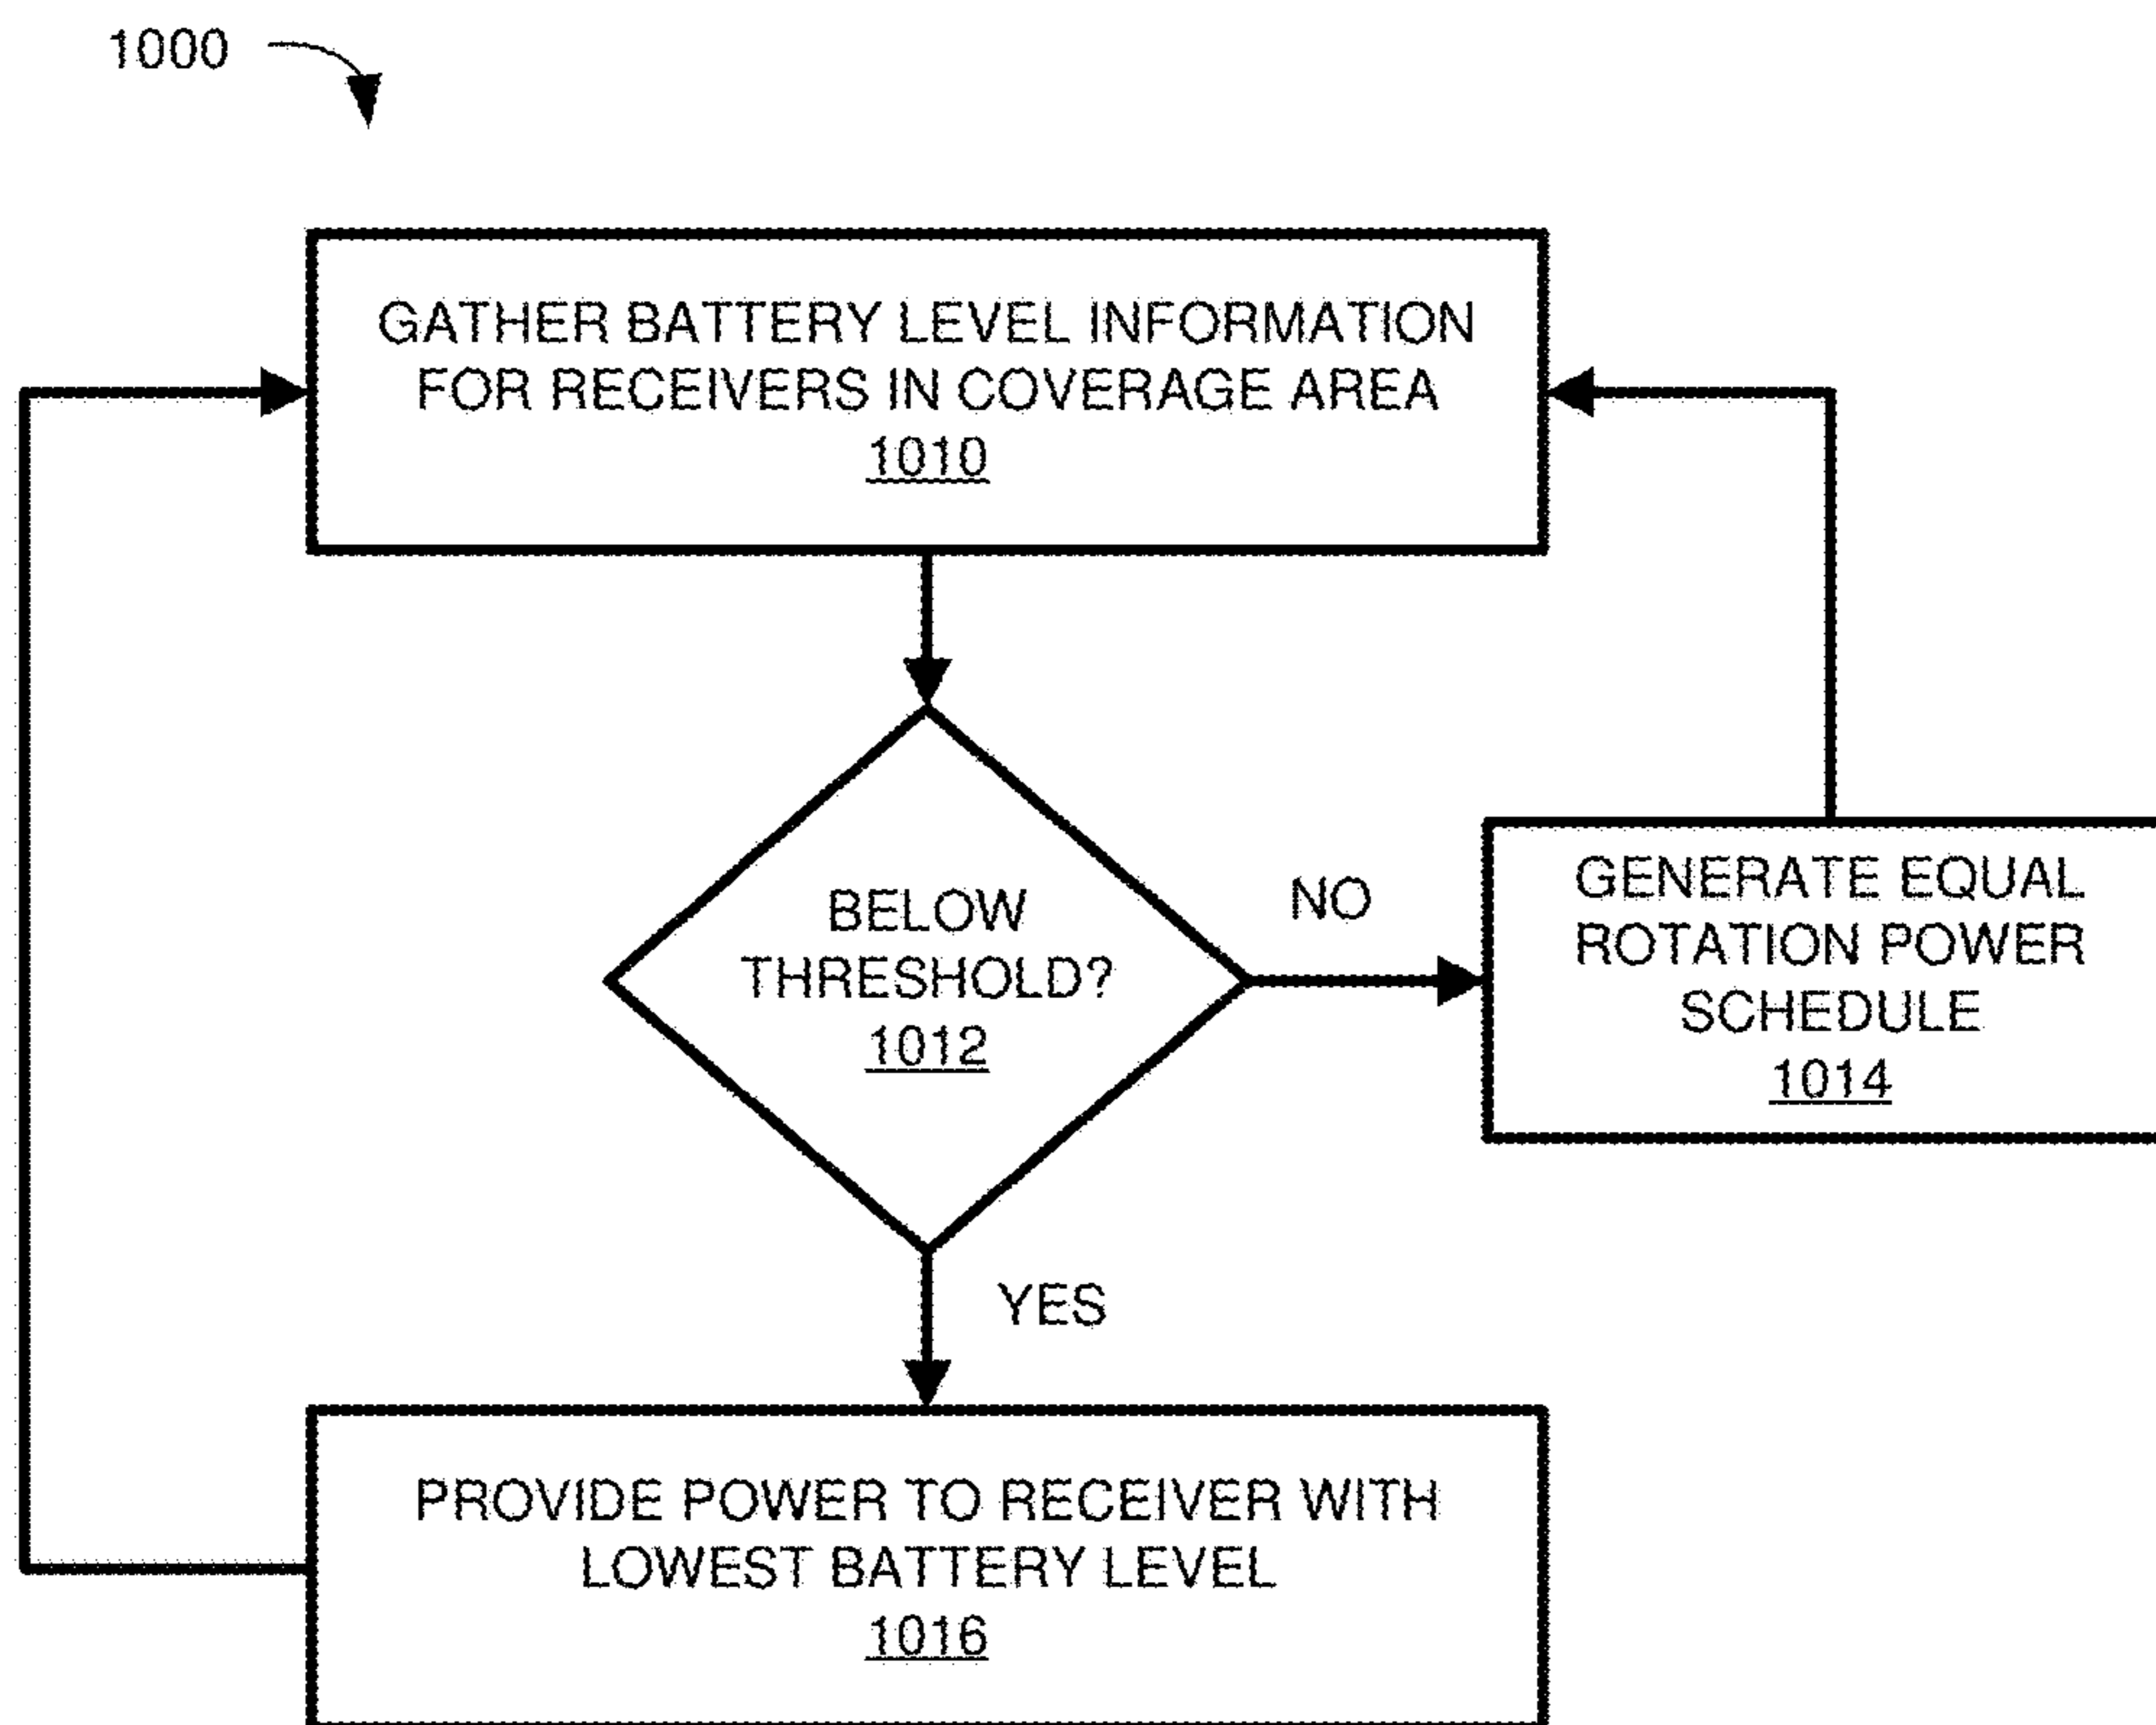 1000
GATHER BATTERY LEVEL INFORMATION
FOR RECEIVERS IN COVERAGE AREA
1010
BELOW
THRESHOLD?
1012
NO
GENERATE EQUAL
ROTATION POWER
SCHEDULE
1014
YES
PROVIDE POWER TO RECEIVER WITH
LOWEST BATTERY LEVEL
1016